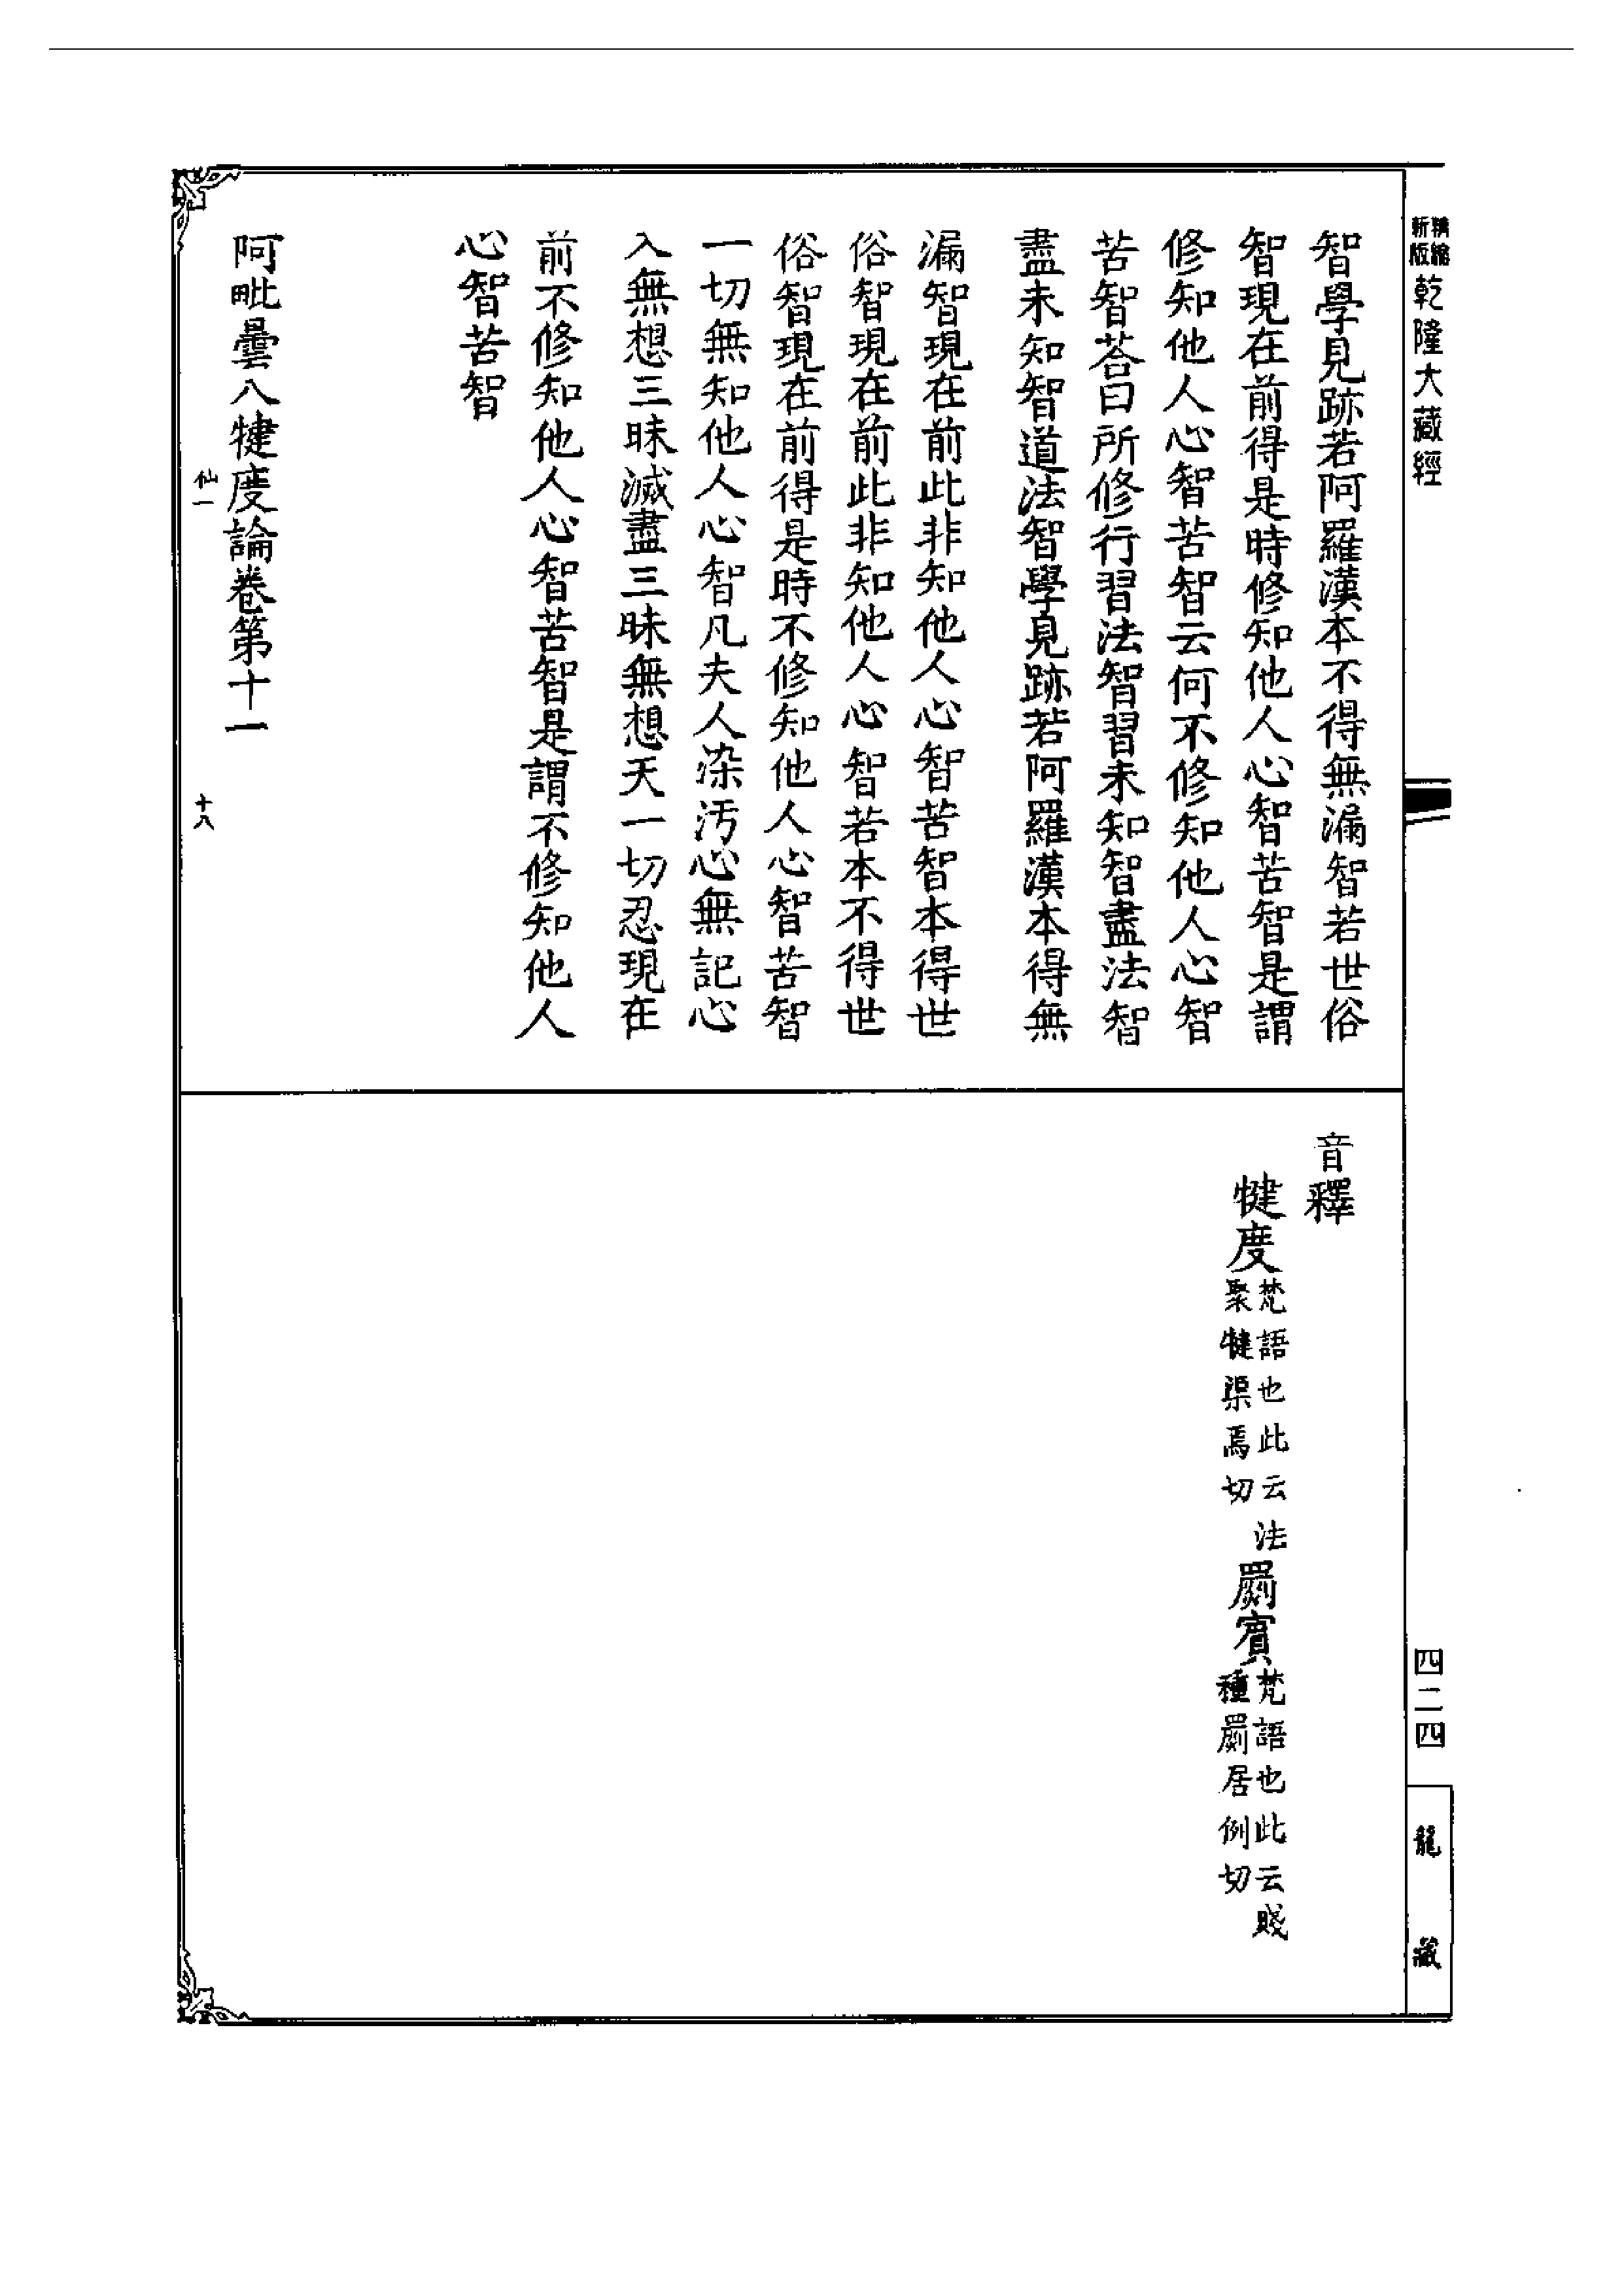 新版精縮乾隆大藏經
智學見跡若阿羅漢本不得無漏智若世俗
智現在前得是時修知他人心智苦智是謂
修知他人心智苦智云何不修知他人心智
苦智荅曰所修行習法智習未知智盡法智
盡未知智道法智學見跡若阿羅漢本得無
漏智現在前此非知他人心智苦智本得世
俗智現在前此非知他人心智若本不得世
俗智現在前得是時不修知他人心智苦智
一切無知他人心智凡夫人染汚心無記心
入無想三昧滅盡三昧無想天一切忍現在
前不修知他人心智苦智是謂不修知他人
心智苦智
阿毗曇八犍度論卷第十一
仙一
十八
音釋
犍度
梵語也此云法
聚犍渠焉切
罽賓
梵語也此云賤
種罽居例切
四二四
龍藏